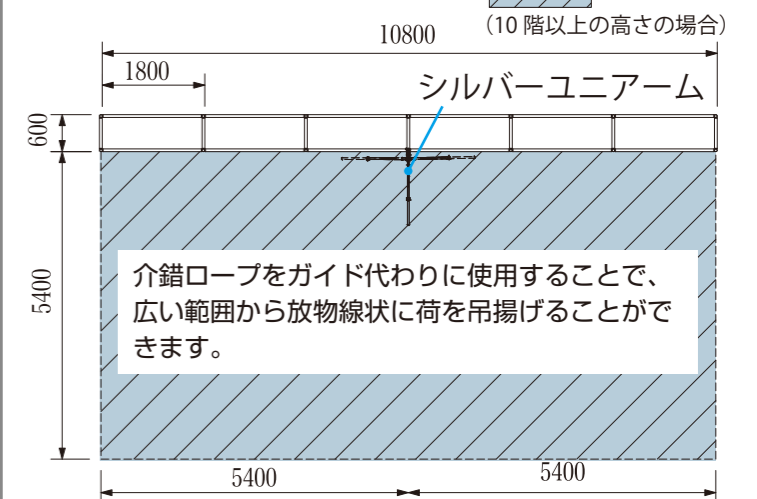 （10 階以上の高さの場合）
10800
1800
シルバーユニアーム
600
5400
介錯ロープをガイド代わりに使用することで、
広い範囲から放物線状に荷を吊揚げることがで
きます。
5400
5400